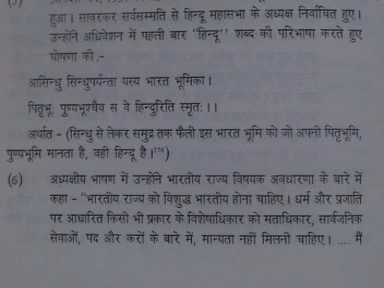 हुआ। सावरकर सर्वसम्मति से हिन्दू महासभा के अध्यक्ष निर्वाचित हुए।
उन्होंने अधिवेशन में पहली बार "हिन्दू'' शब्द की परिभाषा करते हुए
घोषणा की,-
आसिन्धु सिन्धुपर्यन्ता यस्य भारत भूमिका।
पितृभूः पुण्यभूश्चैव स वै हिन्दुरिति स्मृतः।।
अर्थात - (सिन्धु से लेकर समुद्र तक फैली इस भारत भूमि को जो अपनी पितृभूमि,
पुण्यभूमि मानता है, वही हिन्दू है।
(6) अध्यक्षीय भाषण में उन्होंने भारतीय राज्य विषयक अवधारणा के बारे में
कहा - "भारतीय राज्य को विशुद्ध भारतीय होना चाहिए। धर्म और प्रजाति
पर आधारित किसी भी प्रकार के विशेषाधिकार को मताधिकार, सार्वजनिक
सेवाओं, पद और करों के बारे में, मान्यता नहीं मिलनी चाहिए। .... मैं